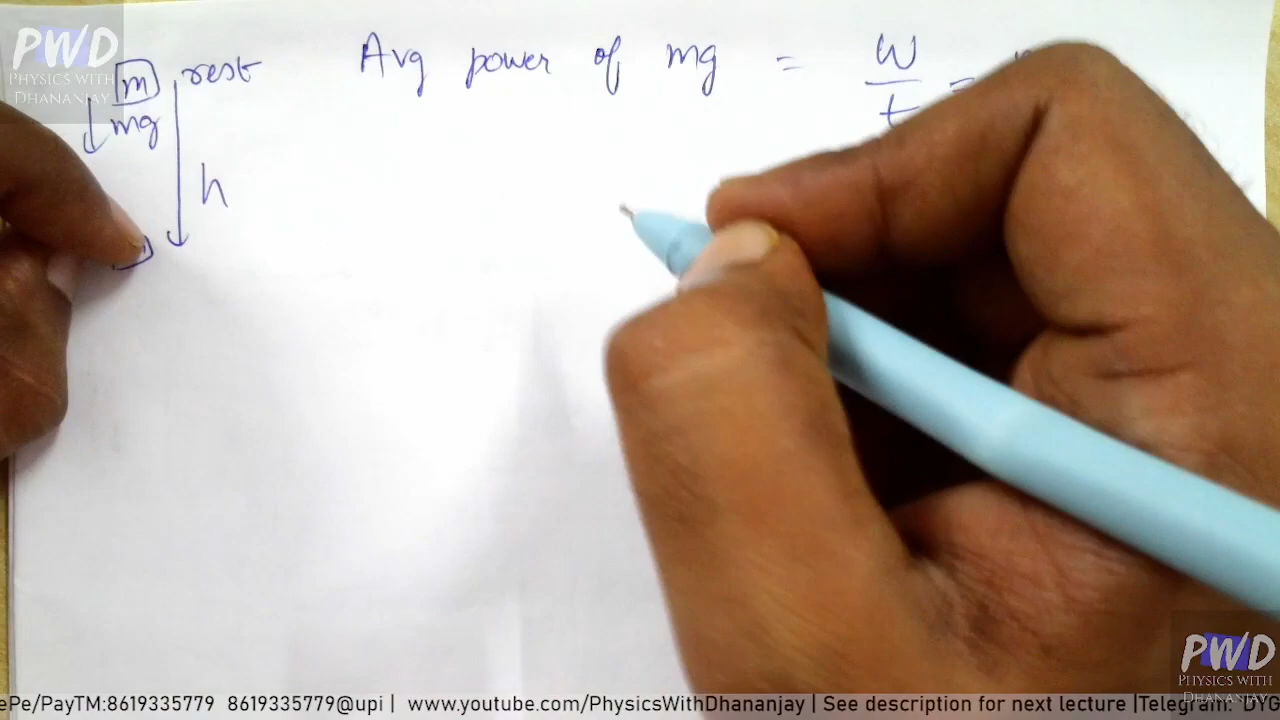 PWD
PHYSICS WITH
DHANANJAY
m rest Avg power of mg = W/t =
mg
h
PWD
PHYSICS WITH
DHANANJAY
ePe/PayTM:8619335779 8619335779@upi | www.youtube.com/PhysicsWithDhananjay | See description for next lecture |Telegram: DYG